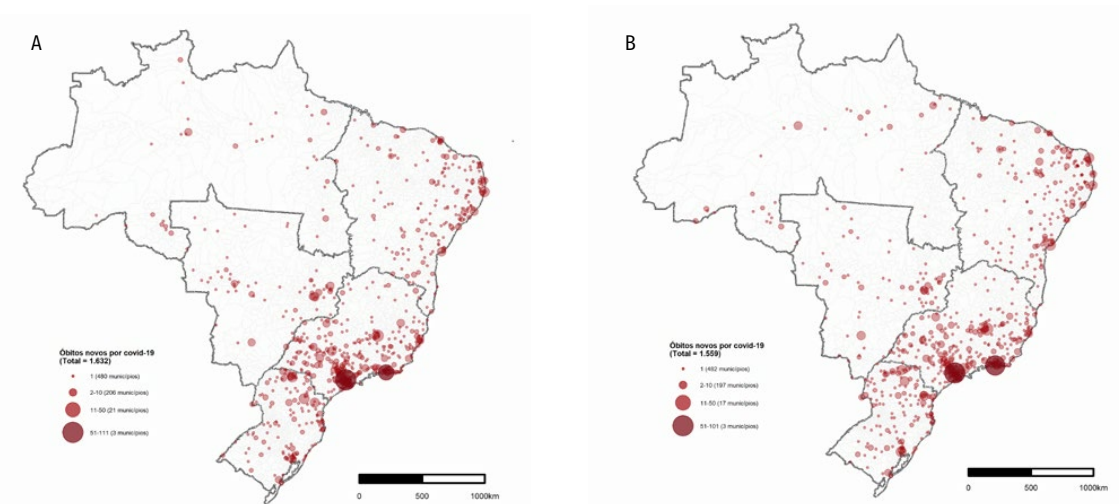 A
Óbitos novos por covid-19
(Total = 1.632)
1 (480 municípios)
2-10 (206 municípios)
11-50 (21 municípios)
51-111 (3 municípios)
0 500 1000km
B
Óbitos novos por covid-19
(Total = 1.559)
1 (482 municípios)
2-10 (197 municípios)
11-50 (17 municípios)
51-101 (3 municípios)
0 500 1000km